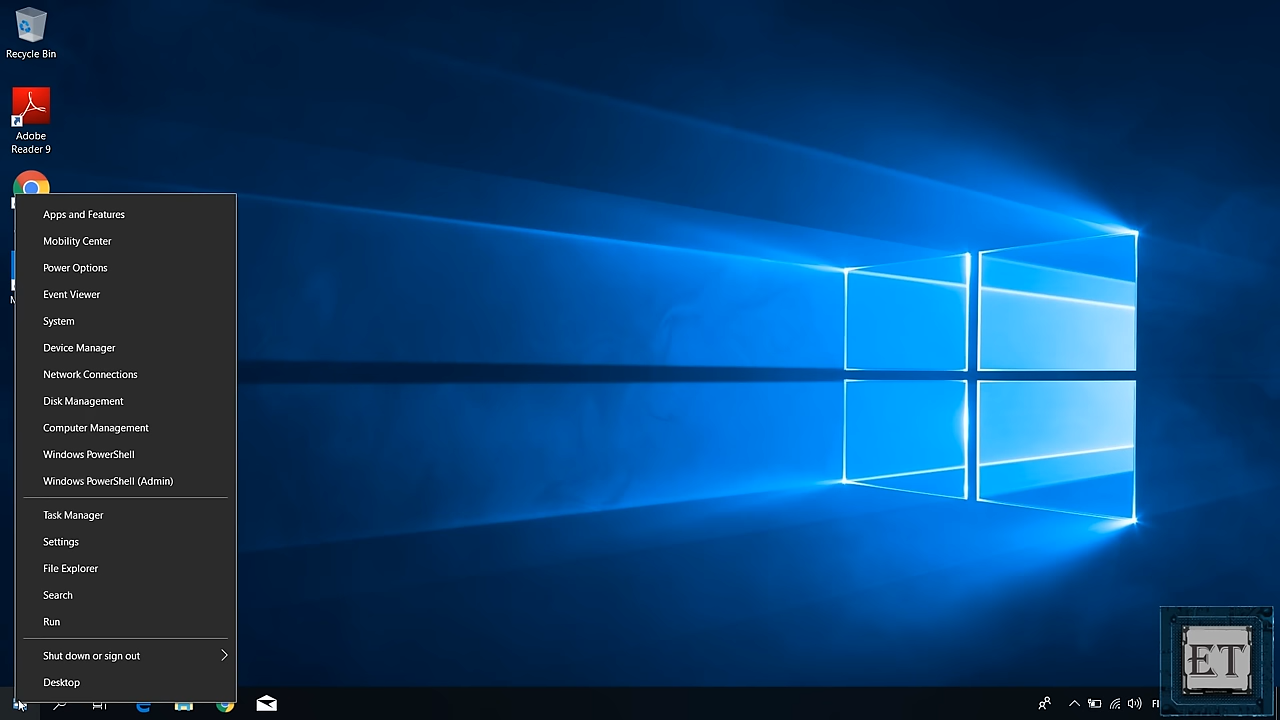 Recycle Bin
Adobe
Reader 9
Apps and Features
Mobility Center
Power Options
Event Viewer
System
Device Manager
Network Connections
Disk Management
Computer Management
Windows PowerShell
Windows PowerShell (Admin)
Task Manager
Settings
File Explorer
Search
Run
Shut down or sign out
Desktop
ET